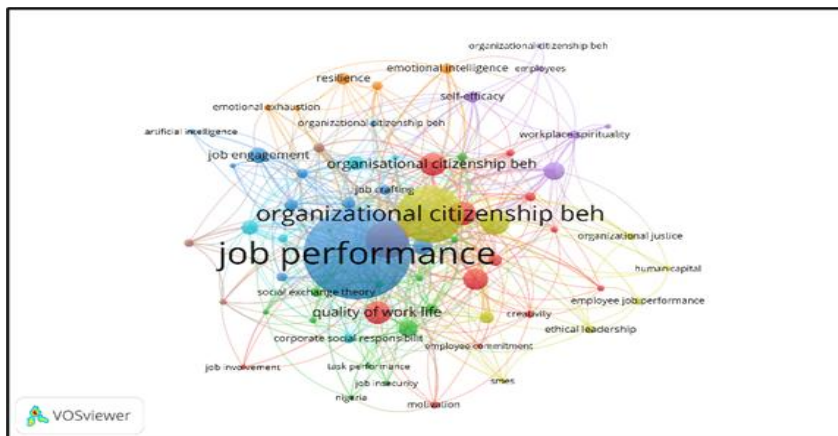 organizational citizenship beh
employees
emotional intelligence
resilience
self-efficacy
emotional exhaustion
organizational citizenship beh
artificial intelligence
workplace spirituality
job engagement
organisational citizenship beh
job crafting
organizational citizenship beh
organizational justice
job performance
human capital
social exchange theory
employee job performance
quality of work life
creativity
ethical leadership
corporate social responsibilit
employee commitment
job involvement
task performance
job insecurity
smes
nigeria
motivation
VOSviewer